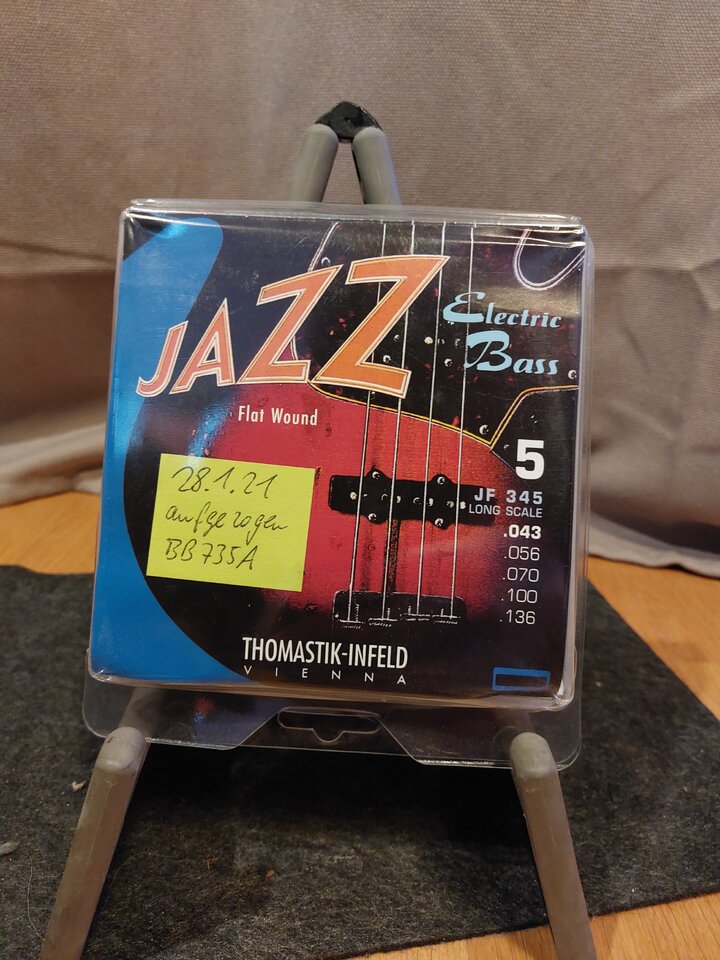 JAZZ
Electric
Bass
Flat Wound
5
JF 345
LONG SCALE
.043
.056
.070
.100
.136
28.1.21
aufgezogen
BB735A
THOMASTIK-INFELD
VIENNA